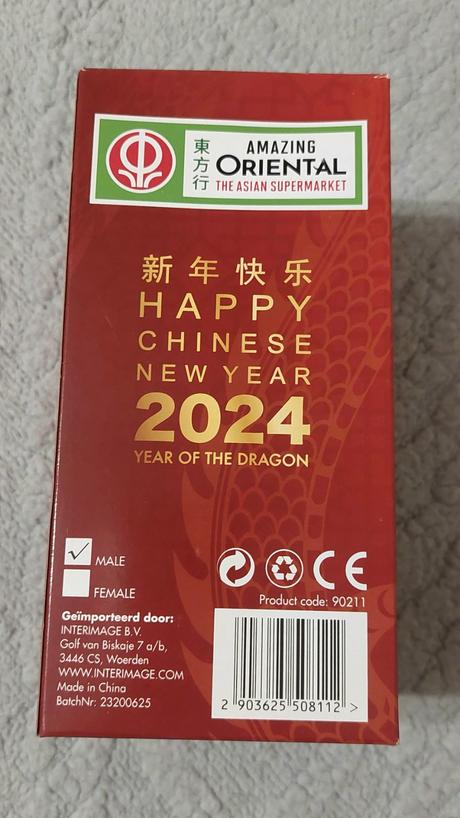 東方行
AMAZING
ORIENTAL
THE ASIAN SUPERMARKET
新年快乐
HAPPY
CHINESE
NEW YEAR
2024
YEAR OF THE DRAGON
✓ MALE
FEMALE
CE
Product code: 90211
Geïmporteerd door:
INTERIMAGE B.V.
Golf van Biskaje 7 a/b,
3446 CS, Woerden
WWW.INTERIMAGE.COM
Made in China
BatchNr: 23200625
2 903625 508112 >